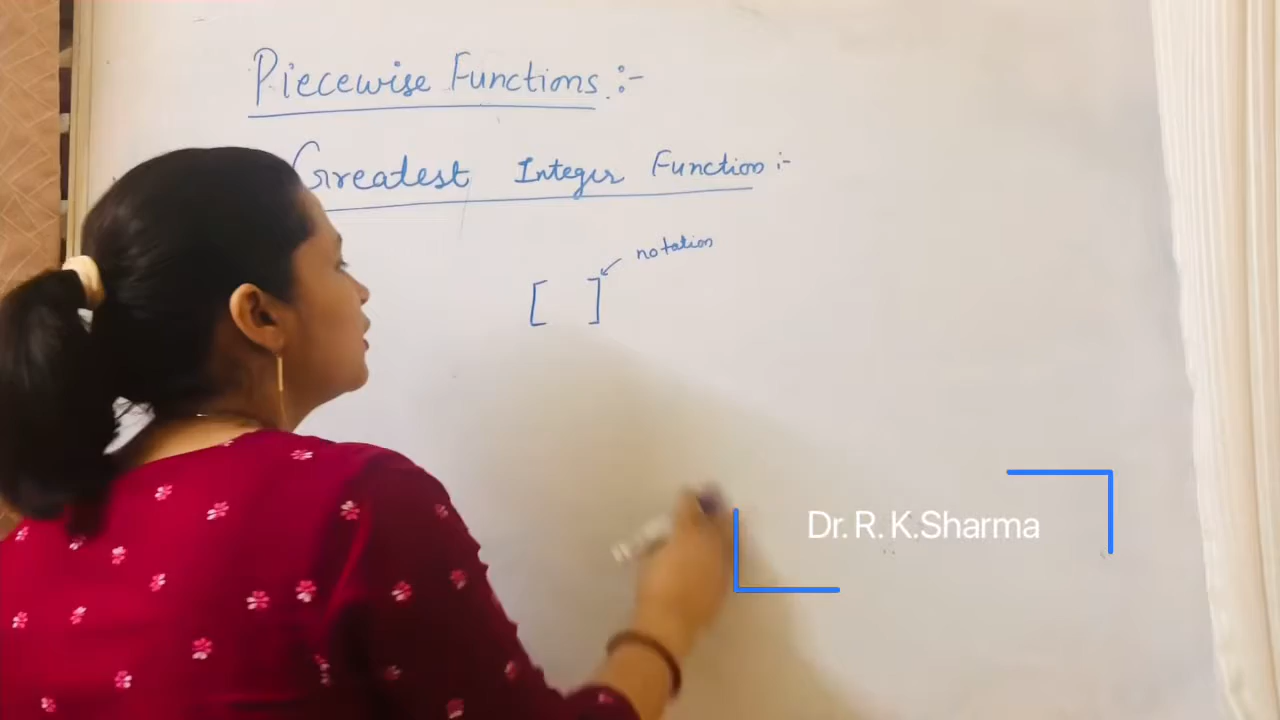 Piecewise Functions :-
Greatest Integer Function :-
notation
[ ]
Dr. R. K.Sharma